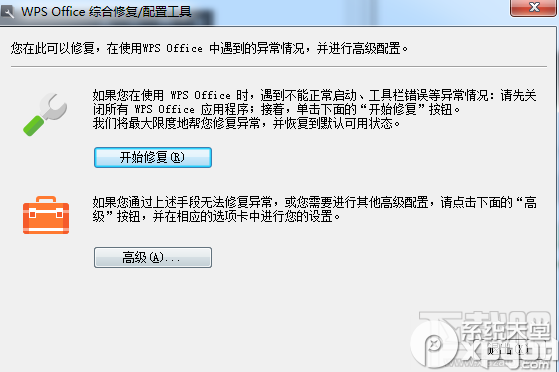 WPS Office 综合修复/配置工具
您在此可以修复，在使用WPS Office 中遇到的异常情况，并进行高级配置。
如果您在使用 WPS Office 时，遇到不能正常启动、工具栏错误等异常情况：请先关
闭所有 WPS Office 应用程序；接着，单击下面的“开始修复”按钮。
我们将最大限度地帮您修复异常，并恢复到默认可用状态。
开始修复(R)
如果您通过上述手段无法修复异常，或您需要进行其他高级配置，请点击下面的“高
级”按钮，并在相应的选项卡中进行您的设置。
高级(A)...
系统天堂